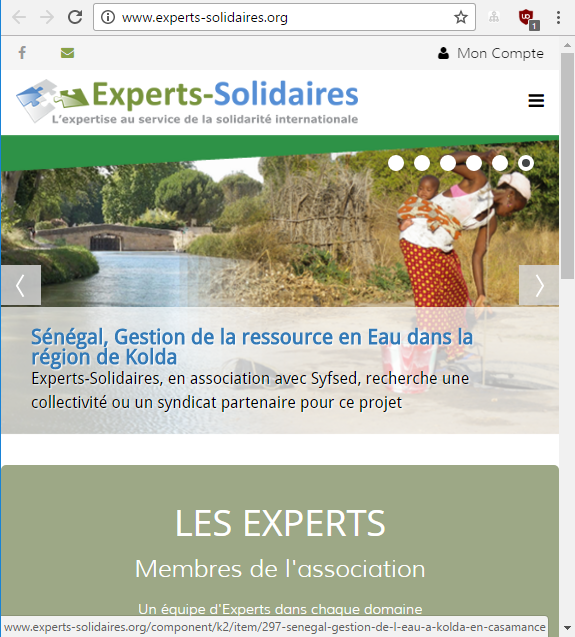 www.experts-solidaires.org
1
Mon Compte
Experts-Solidaires
L'expertise au service de la solidarité internationale
Sénégal, Gestion de la ressource en Eau dans la
région de Kolda
Experts-Solidaires, en association avec Syfsed, recherche une
collectivité ou un syndicat partenaire pour ce projet
LES EXPERTS
Membres de l'association
Un équipe d'Experts dans chaque domaine
www.experts-solidaires.org/component/k2/item/297-senegal-gestion-de-l-eau-a-kolda-en-casamance